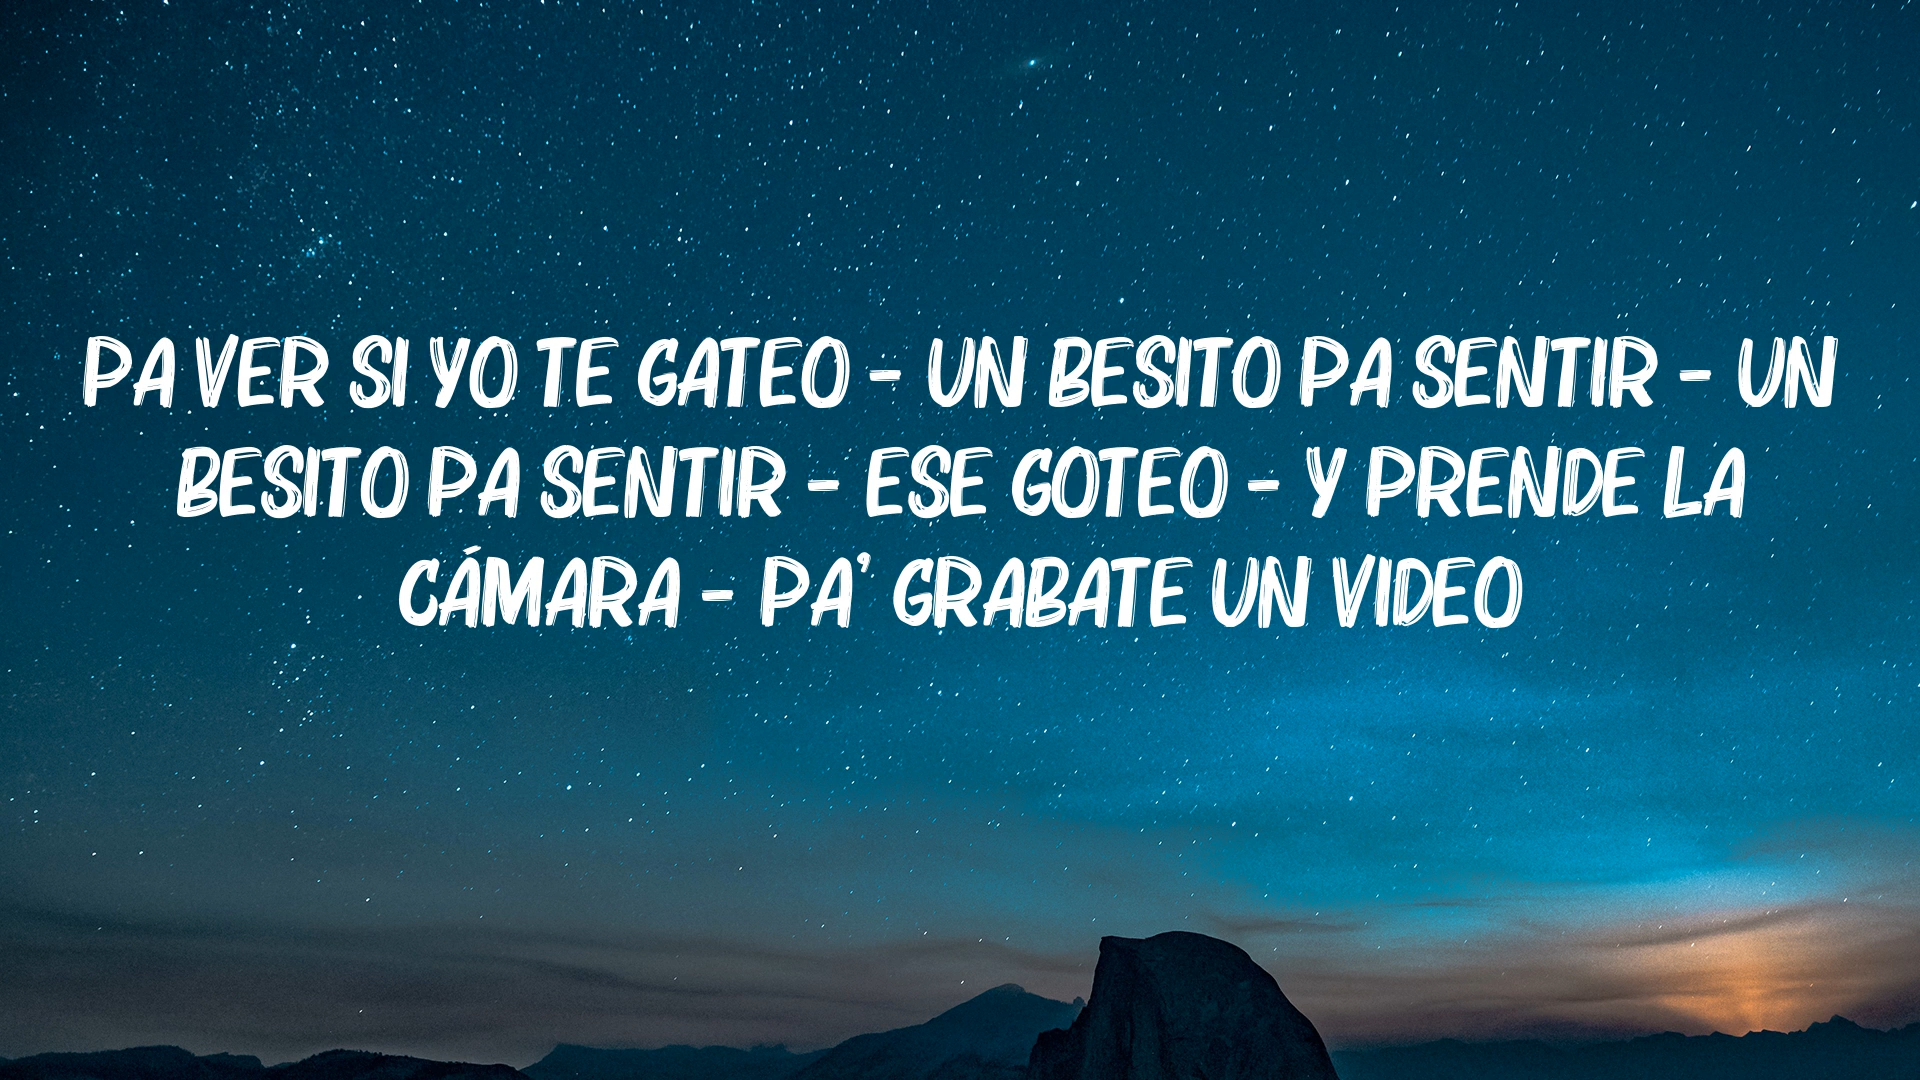 PA VER SI YO TE GATEO - UN BESITO PA SENTIR - UN
BESITO PA SENTIR - ESE GOTEO - Y PRENDE LA
CÁMARA - PA' GRABATE UN VIDEO